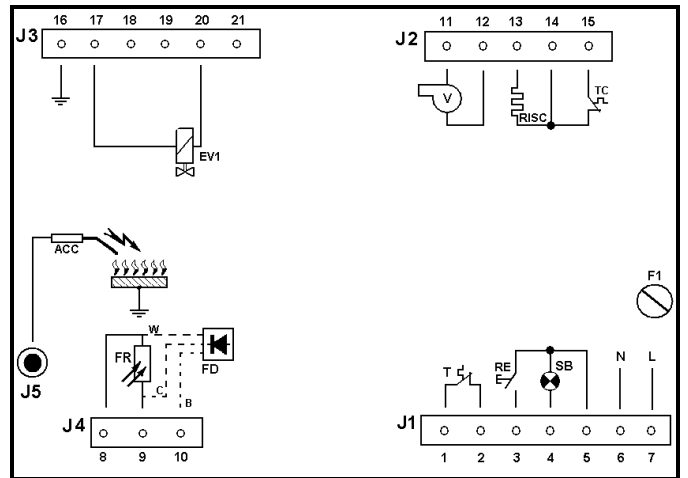 16 17 18 19 20 21
J3
11 12 13 14 15
J2
V
RISC
TC
EV1
ACC
F1
J5
W
FR
FD
C
B
J4
8 9 10
T
RE
SB
N
L
J1
1 2 3 4 5 6 7